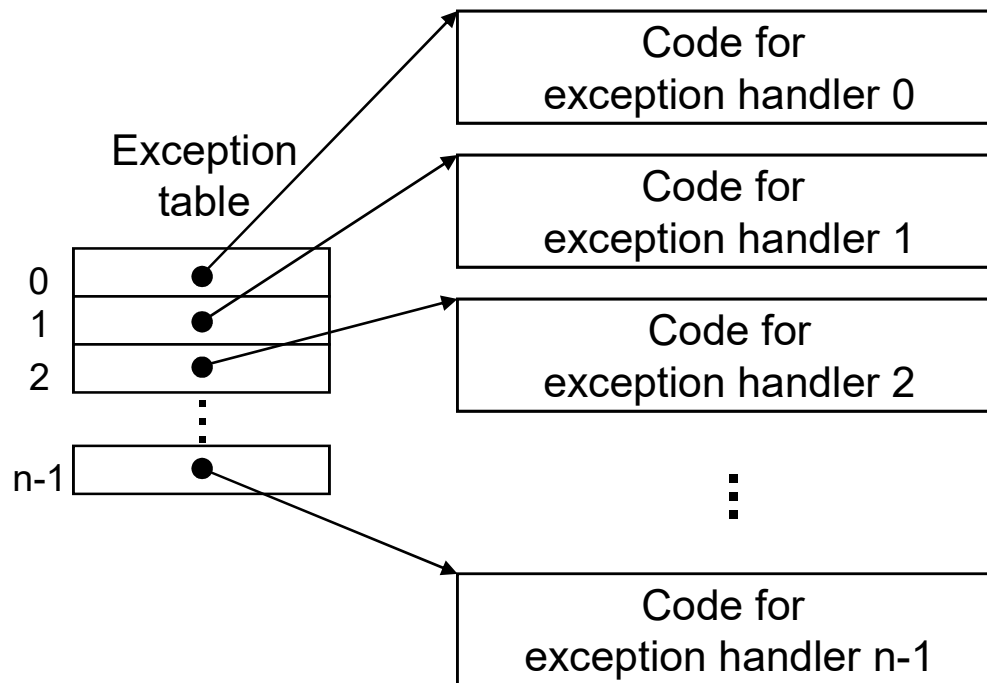 Code for
exception handler 0
Exception
table
Code for
exception handler 1
0
1
2
Code for
exception handler 2
n-1
Code for
exception handler n-1